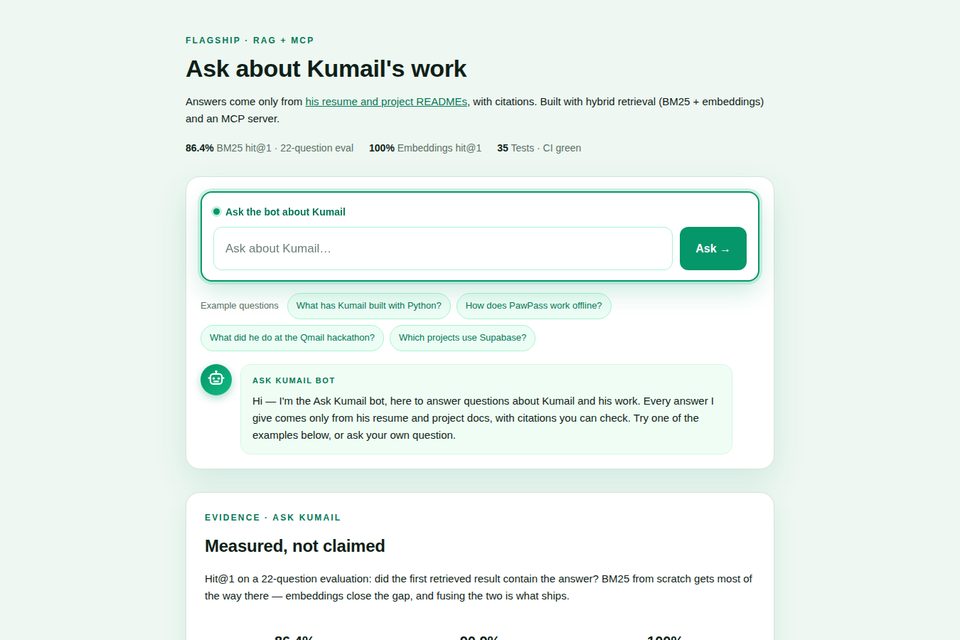 FLAGSHIP · RAG + MCP
Ask about Kumail's work
Answers come only from his resume and project READMEs, with citations. Built with hybrid retrieval (BM25 + embeddings)
and an MCP server.
86.4% BM25 hit@1 · 22-question eval 100% Embeddings hit@1 35 Tests · CI green
Ask the bot about Kumail
Ask about Kumail…
Ask →
Example questions What has Kumail built with Python? How does PawPass work offline?
What did he do at the Qmail hackathon? Which projects use Supabase?
ASK KUMAIL BOT
Hi — I'm the Ask Kumail bot, here to answer questions about Kumail and his work. Every answer I
give comes only from his resume and project docs, with citations you can check. Try one of the
examples below, or ask your own question.
EVIDENCE · ASK KUMAIL
Measured, not claimed
Hit@1 on a 22-question evaluation: did the first retrieved result contain the answer? BM25 from scratch gets most of
the way there — embeddings close the gap, and fusing the two is what ships.